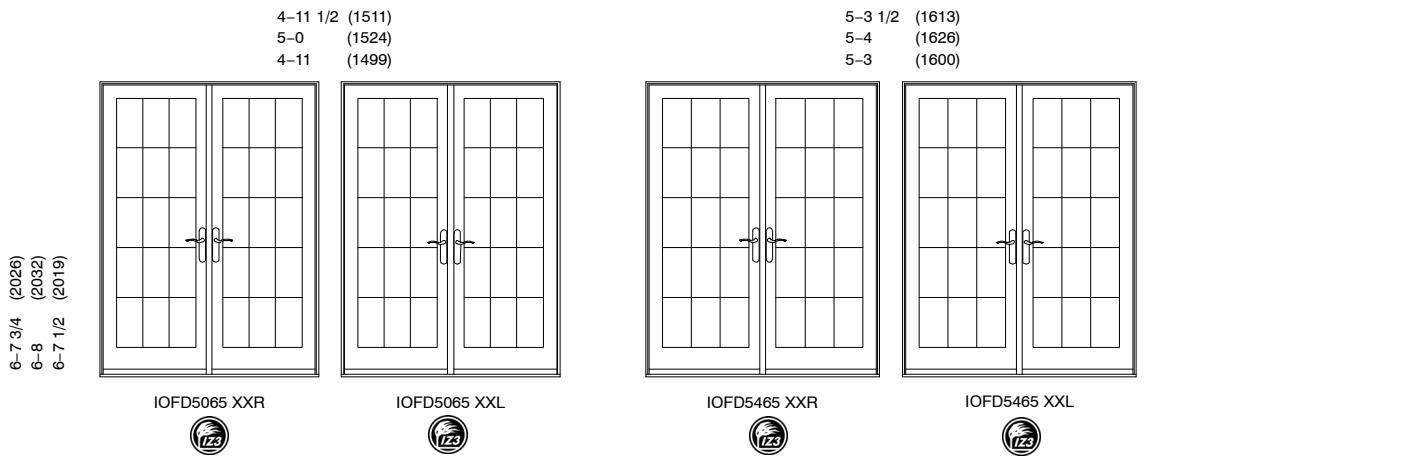 4–11 1/2 (1511)
5–0 (1524)
4–11 (1499)
5–3 1/2 (1613)
5–4 (1626)
5–3 (1600)
6–7 3/4 (2026)
6–8 (2032)
6–7 1/2 (2019)
IOFD5065 XXR
IOFD5065 XXL
IOFD5465 XXR
IOFD5465 XXL
IZ3
IZ3
IZ3
IZ3